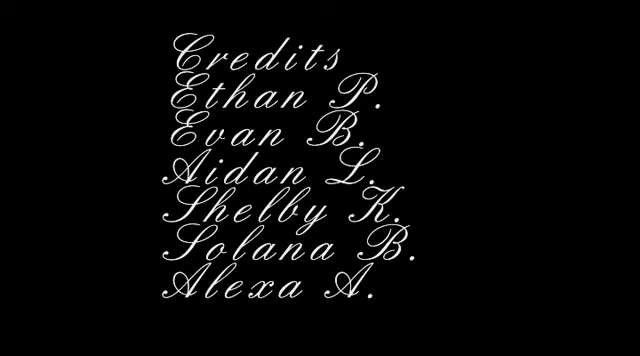 Credits
Ethan P.
Evan B.
Aidan L.
Shelby K.
Solana B.
Alexa A.